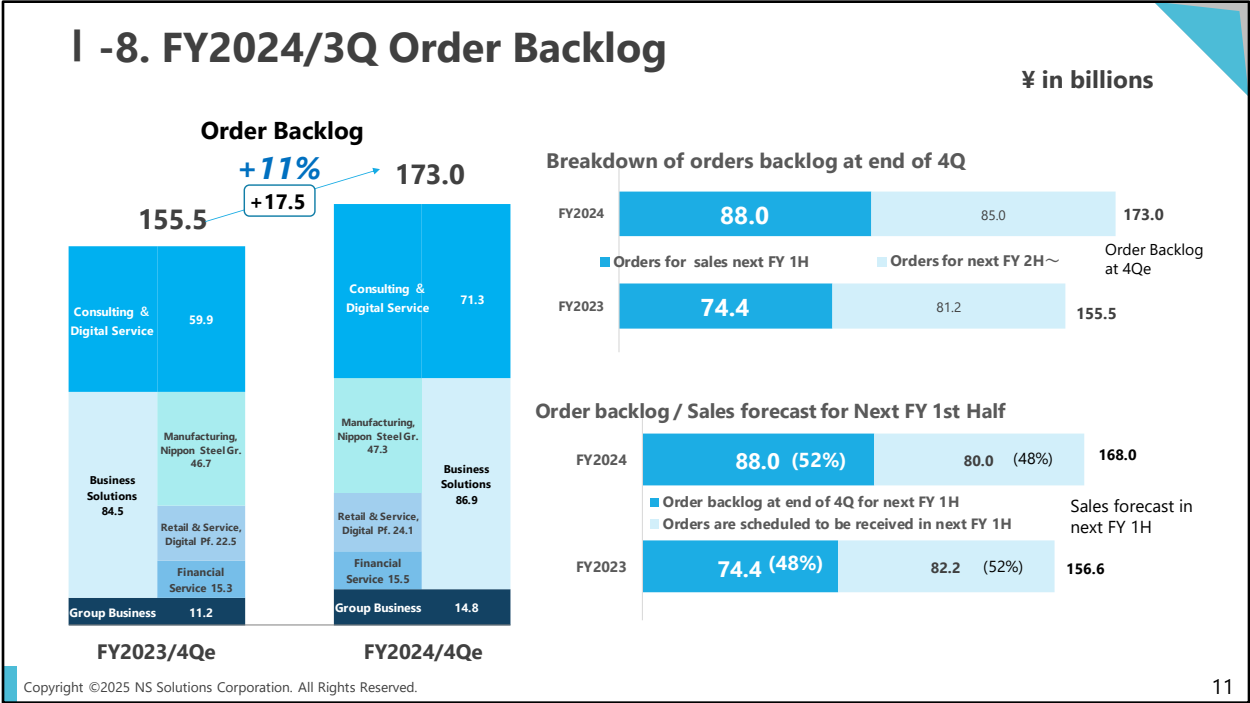 Ⅰ -8. FY2024/3Q Order Backlog
¥ in billions
Order Backlog
+11%
+17.5
155.5
173.0
Consulting ＆
Digital Service
59.9
Business
Solutions
84.5
Manufacturing,
Nippon Steel Gr.
46.7
Retail & Service,
Digital Pf. 22.5
Financial
Service 15.3
Group Business
11.2
FY2023/4Qe
Consulting ＆
Digital Service
71.3
Manufacturing,
Nippon Steel Gr.
47.3
Retail & Service,
Digital Pf. 24.1
Financial
Service 15.5
Business
Solutions
86.9
Group Business
14.8
FY2024/4Qe
Breakdown of orders backlog at end of 4Q
FY2024
88.0
85.0
173.0
Orders for sales next FY 1H
Orders for next FY 2H～
Order Backlog
at 4Qe
FY2023
74.4
81.2
155.5
Order backlog / Sales forecast for Next FY 1st Half
FY2024
88.0 (52%)
80.0 (48%)
168.0
Order backlog at end of 4Q for next FY 1H
Orders are scheduled to be received in next FY 1H
Sales forecast in
next FY 1H
FY2023
74.4 (48%)
82.2 (52%)
156.6
Copyright ©2025 NS Solutions Corporation. All Rights Reserved.
11